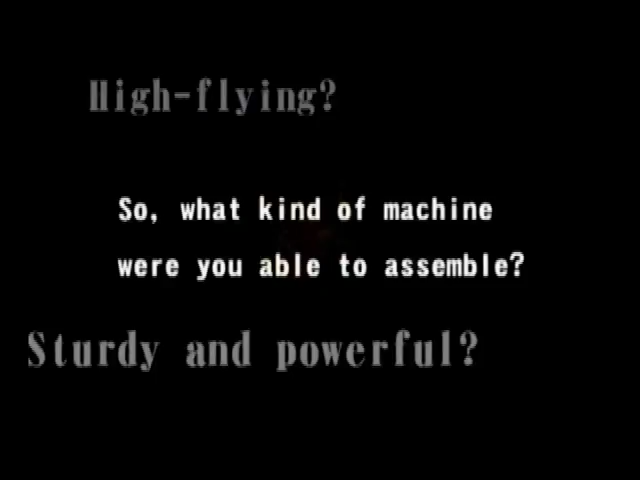 High-flying?
So, what kind of machine
were you able to assemble?
Sturdy and powerful?